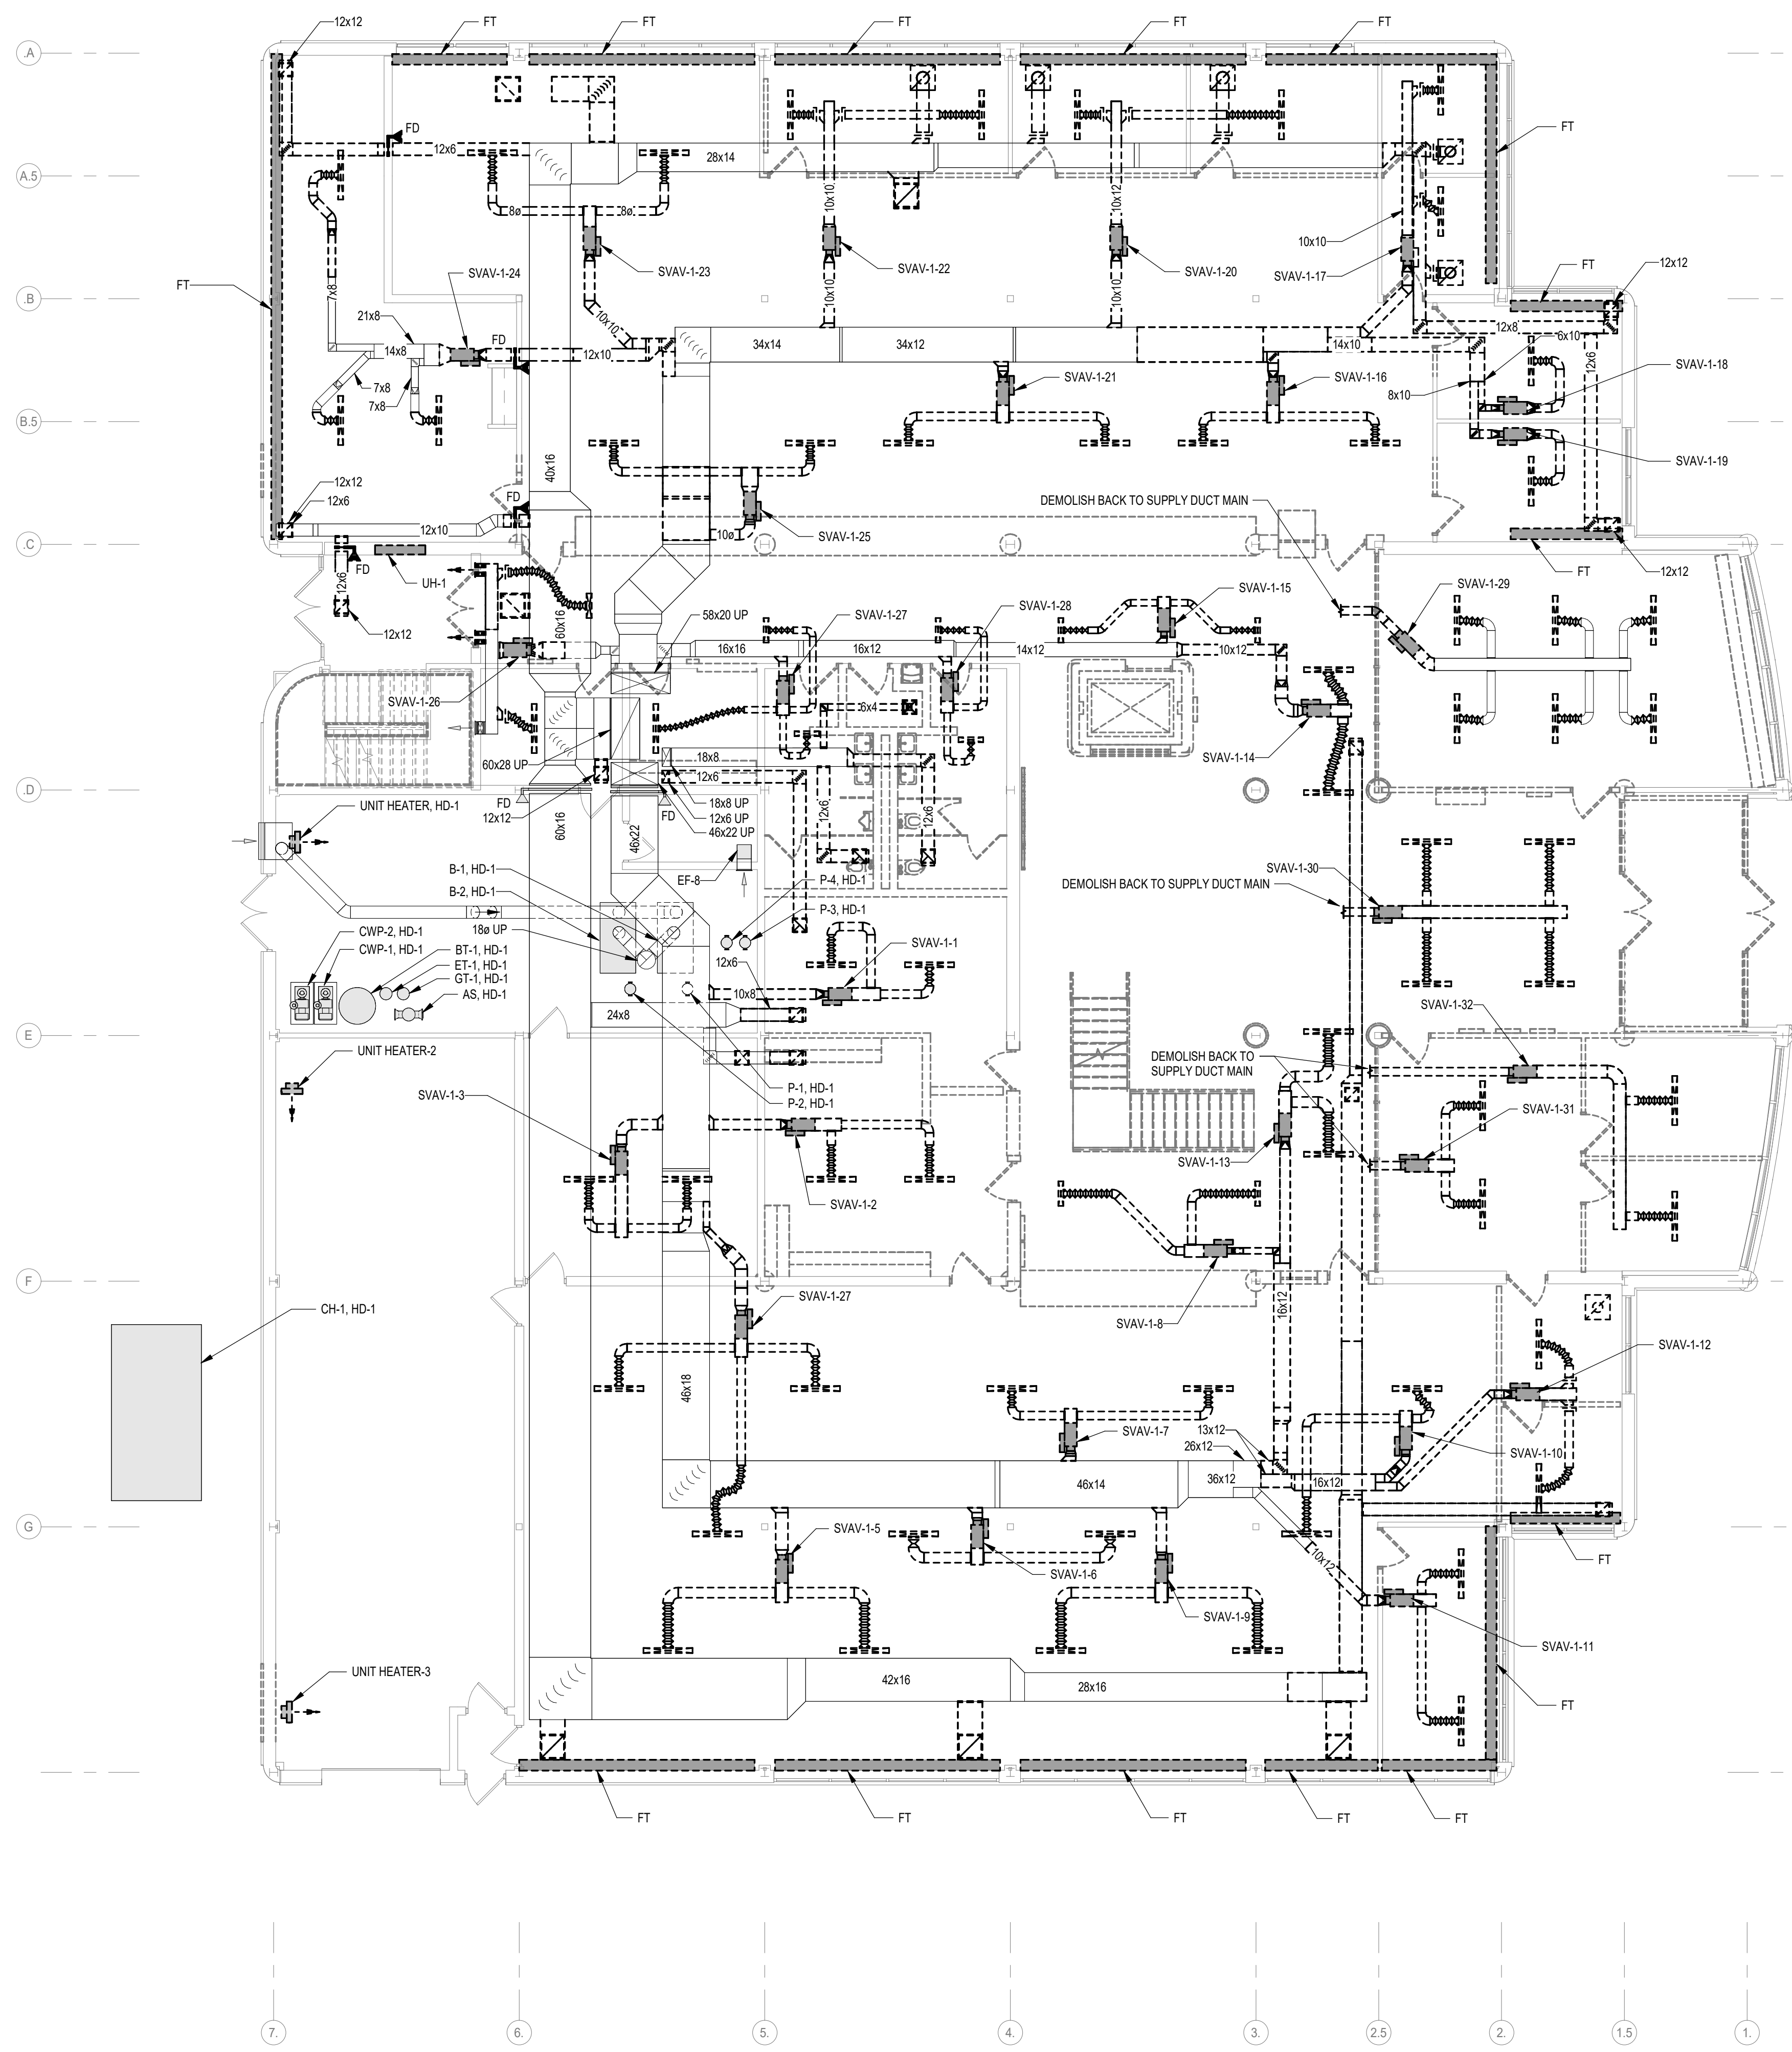 12x12
FT
FT
FT
FT
FT
.A
FD
12x6
28x14
FT
A.5
8ø
8ø
10x10
10x12
10x10
SVAV-1-24
SVAV-1-23
SVAV-1-22
SVAV-1-20
SVAV-1-17
FT
12x12
FT
.B
7x8
10x10
10x10
10x10
21x8
FD
14x8
12x10
34x14
34x12
14x10
12x8
6x10
12x6
7x8
7x8
SVAV-1-21
SVAV-1-16
8x10
SVAV-1-18
B.5
SVAV-1-19
40x16
12x12
12x6
FD
DEMOLISH BACK TO SUPPLY DUCT MAIN
12x10
10ø
SVAV-1-25
.C
FD
UH-1
12x6
FT
12x12
12x12
60x16
58x20 UP
SVAV-1-27
SVAV-1-28
SVAV-1-15
SVAV-1-29
16x16
16x12
14x12
10x12
SVAV-1-26
6x4
SVAV-1-14
60x28 UP
18x8
12x6
.D
FD
12x12
FD
18x8 UP
12x6 UP
46x22 UP
UNIT HEATER, HD-1
60x16
46x22
12x6
12x6
B-1, HD-1
B-2, HD-1
EF-8
P-4, HD-1
P-3, HD-1
SVAV-1-30
DEMOLISH BACK TO SUPPLY DUCT MAIN
18ø UP
CWP-2, HD-1
CWP-1, HD-1
BT-1, HD-1
ET-1, HD-1
GT-1, HD-1
AS, HD-1
SVAV-1-1
12x6
10x8
24x8
SVAV-1-32
E
UNIT HEATER-2
DEMOLISH BACK TO
SUPPLY DUCT MAIN
P-1, HD-1
P-2, HD-1
SVAV-1-3
SVAV-1-31
SVAV-1-13
SVAV-1-2
F
CH-1, HD-1
SVAV-1-27
SVAV-1-8
16x12
SVAV-1-12
46x18
SVAV-1-7
13x12
26x12
SVAV-1-10
46x14
36x12
16x12
G
SVAV-1-5
SVAV-1-6
10x12
FT
SVAV-1-9
SVAV-1-11
UNIT HEATER-3
42x16
28x16
FT
FT
FT
FT
FT
FT
7.
6.
5.
4.
3.
2.5
2.
1.5
1.